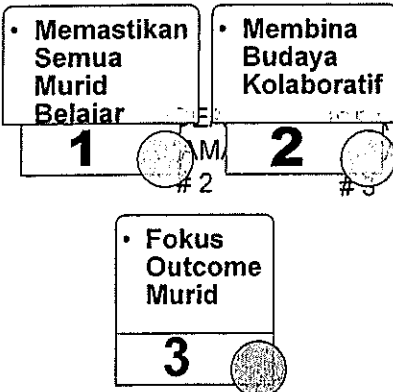 • Memastikan
Semua
Murid
Belajar
1
# 2
• Membina
Budaya
Kolaboratif
2
• Fokus
Outcome
Murid
3